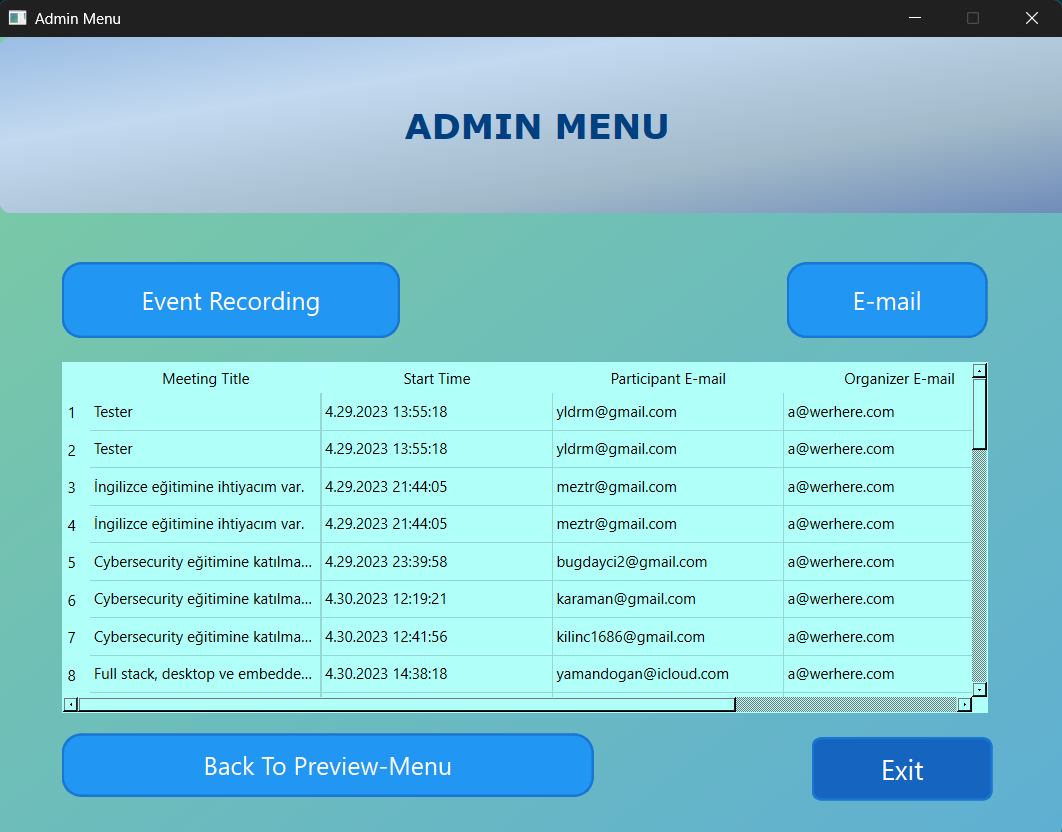 Admin Menu
ADMIN MENU
Event Recording
E-mail
Meeting Title Start Time Participant E-mail Organizer E-mail
1 Tester 4.29.2023 13:55:18 yldrm@gmail.com a@werhere.com
2 Tester 4.29.2023 13:55:18 yldrm@gmail.com a@werhere.com
3 İngilizce eğitimine ihtiyacım var. 4.29.2023 21:44:05 meztr@gmail.com a@werhere.com
4 İngilizce eğitimine ihtiyacım var. 4.29.2023 21:44:05 meztr@gmail.com a@werhere.com
5 Cybersecurity eğitimine katılma... 4.29.2023 23:39:58 bugdayci2@gmail.com a@werhere.com
6 Cybersecurity eğitimine katılma... 4.30.2023 12:19:21 karaman@gmail.com a@werhere.com
7 Cybersecurity eğitimine katılma... 4.30.2023 12:41:56 kilinc1686@gmail.com a@werhere.com
8 Full stack, desktop ve embedde... 4.30.2023 14:38:18 yamandogan@icloud.com a@werhere.com
Back To Preview-Menu
Exit